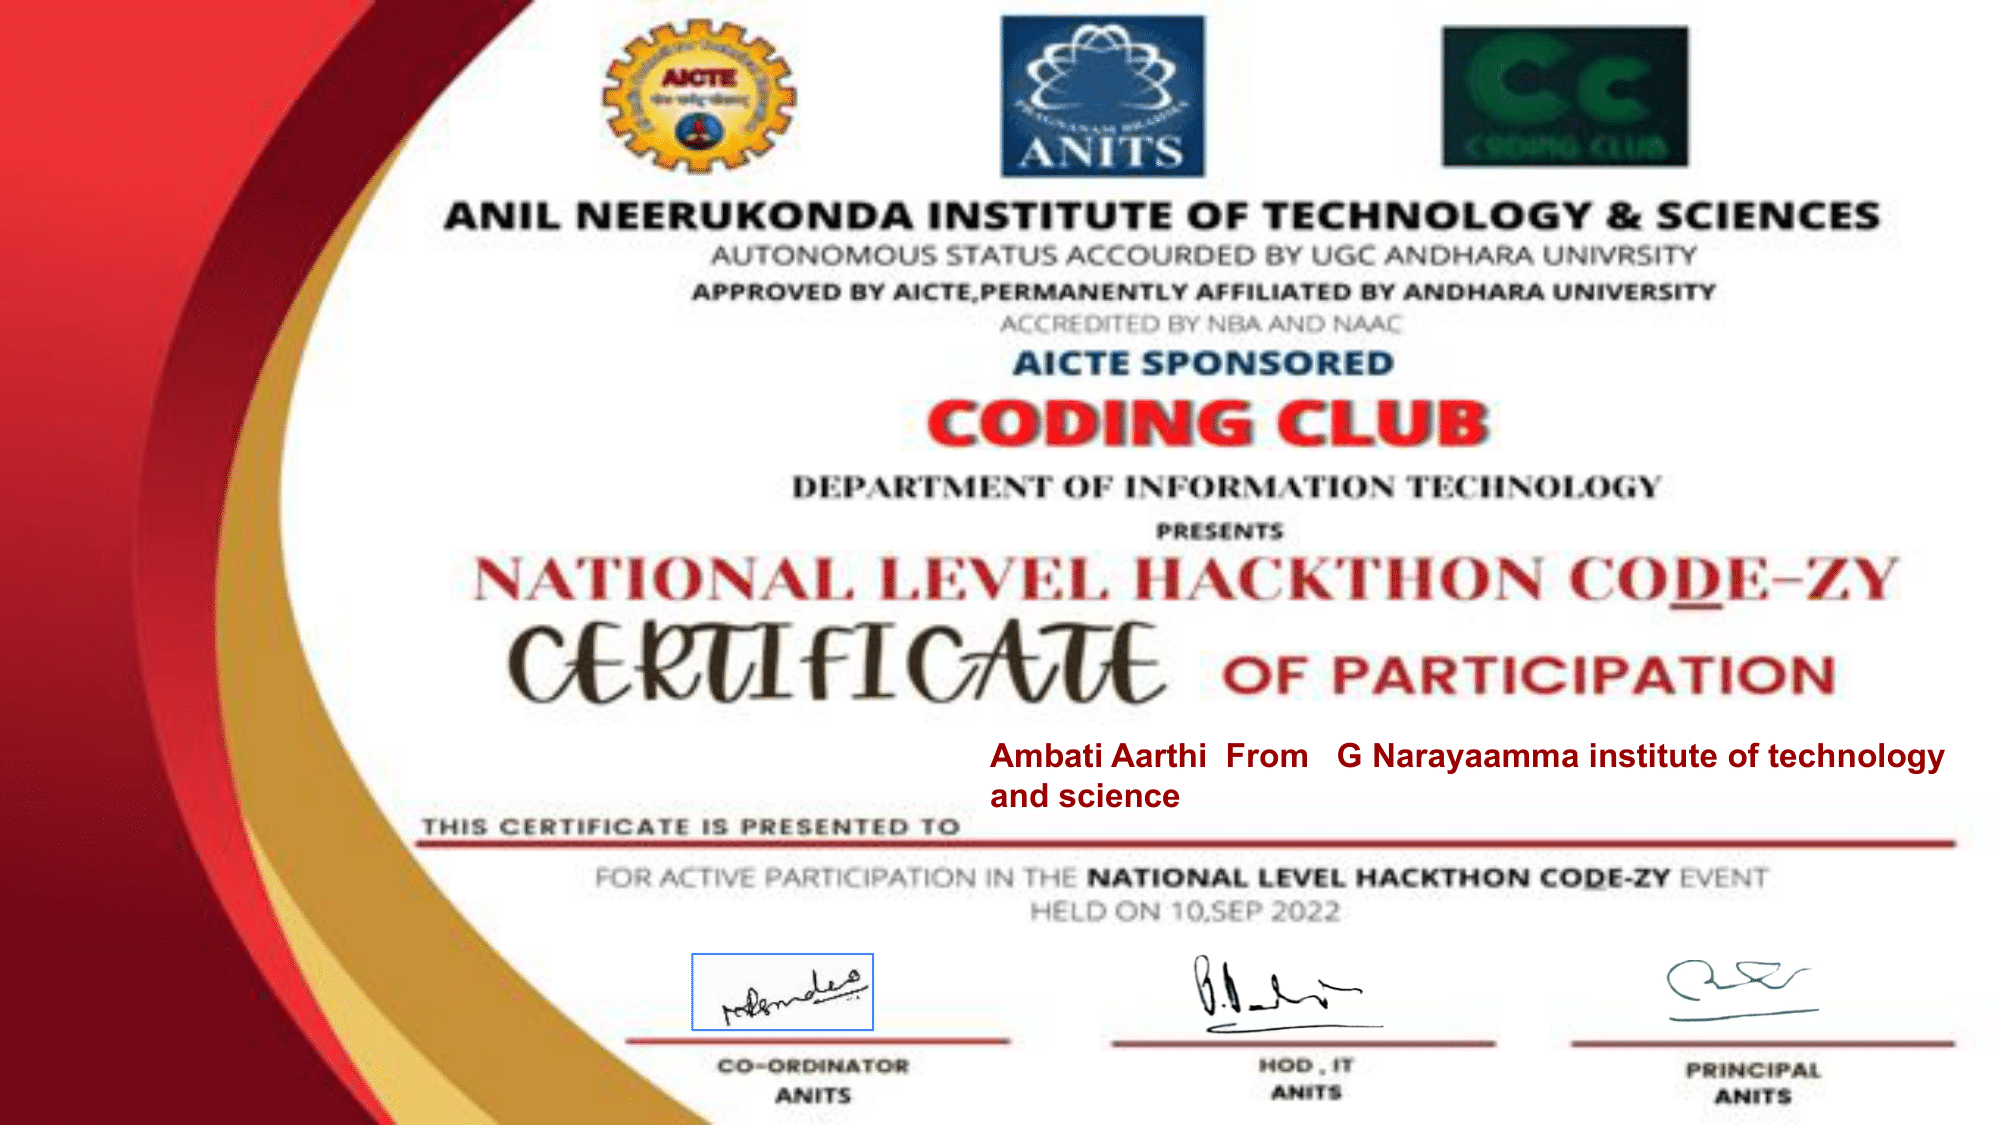 AICTE
ANITS
CC
CODING CLUB
ANIL NEERUKONDA INSTITUTE OF TECHNOLOGY & SCIENCES
AUTONOMOUS STATUS ACCOURDED BY UGC ANDHARA UNIVRSITY
APPROVED BY AICTE,PERMANENTLY AFFILIATED BY ANDHARA UNIVERSITY
ACCREDITED BY NBA AND NAAC
AICTE SPONSORED
CODING CLUB
DEPARTMENT OF INFORMATION TECHNOLOGY
PRESENTS
NATIONAL LEVEL HACKTHON CODE-ZY
CERTIFICATE OF PARTICIPATION
Ambati Aarthi From G Narayaamma institute of technology
and science
THIS CERTIFICATE IS PRESENTED TO
FOR ACTIVE PARTICIPATION IN THE NATIONAL LEVEL HACKTHON CODE-ZY EVENT
HELD ON 10,SEP 2022
CO-ORDINATOR
ANITS
HOD , IT
ANITS
PRINCIPAL
ANITS